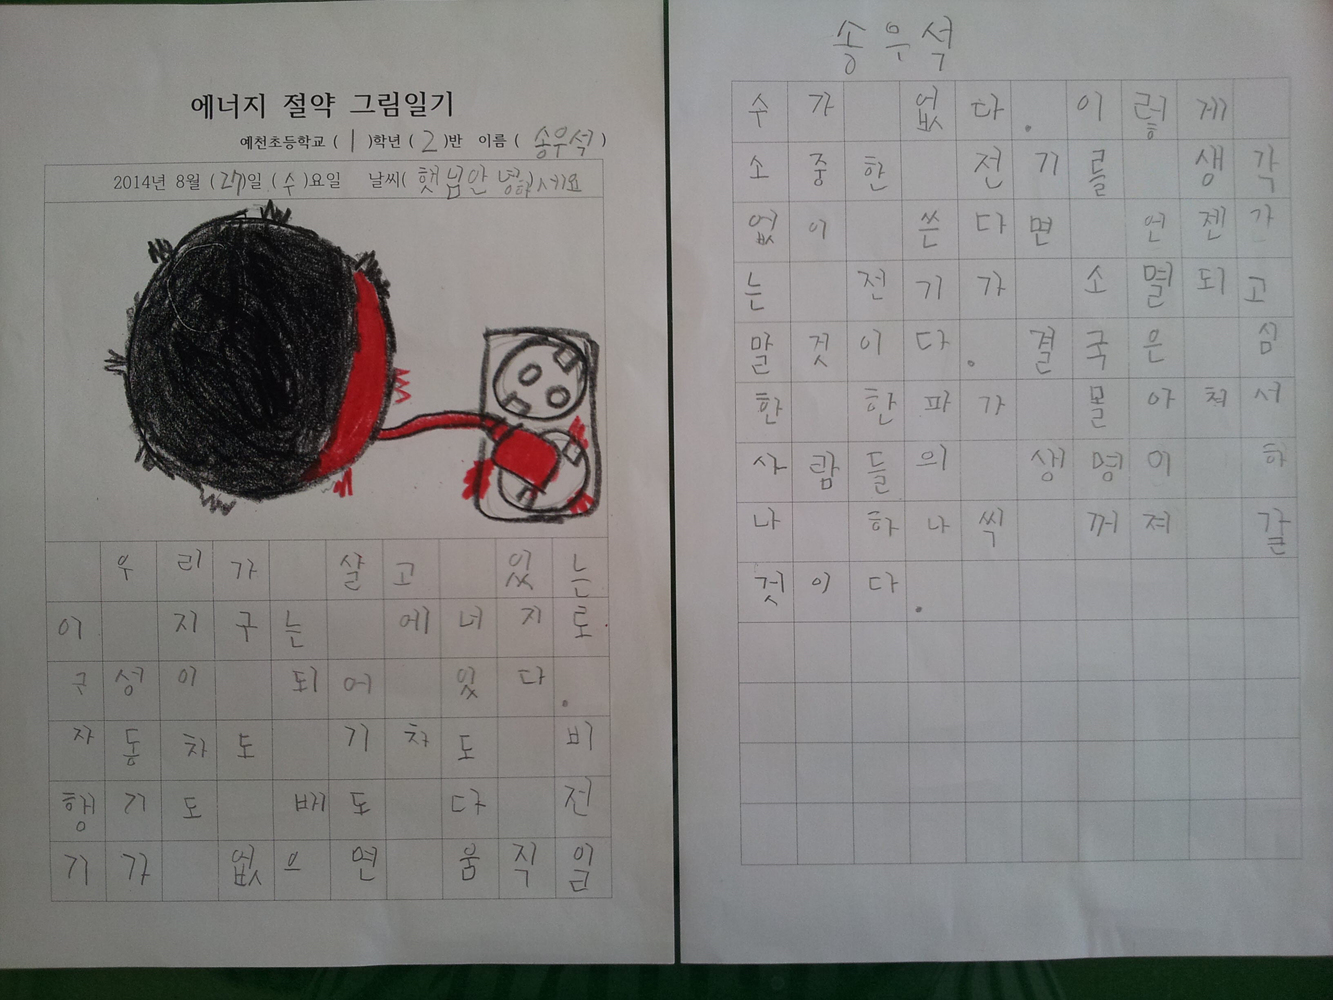 에너지 절약 그림일기
예천초등학교 ( 1 )학년 ( 2 )반 이름 ( 송우석 )
2014년 8월 (27)일 (수)요일 날씨( 햇님안녕하)세요
우리가 살고 있는
이 지구는 에너지로
구성이 되어 있다.
자동차도 기차도 비
행기도 배도 다 전
기가 없으면 움직일
송우석
수가 없다. 이렇게
소중한 전기를 생각
없이 쓴다면 언젠가
는 전기가 소멸되고
말 것이다. 결국은 심
한 한파가 몰아쳐서
사람들의 생명이 하
나 하나씩 꺼져 갈
것이다.